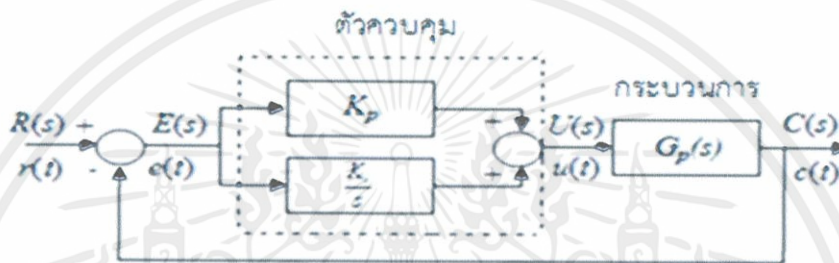 ตัวควบคุม
กระบวนการ
R(s) +
E(s)
K_p
+
U(s)
G_p(s)
C(s)
r(t) -
e(t)
K_i/s
+
u(t)
c(t)